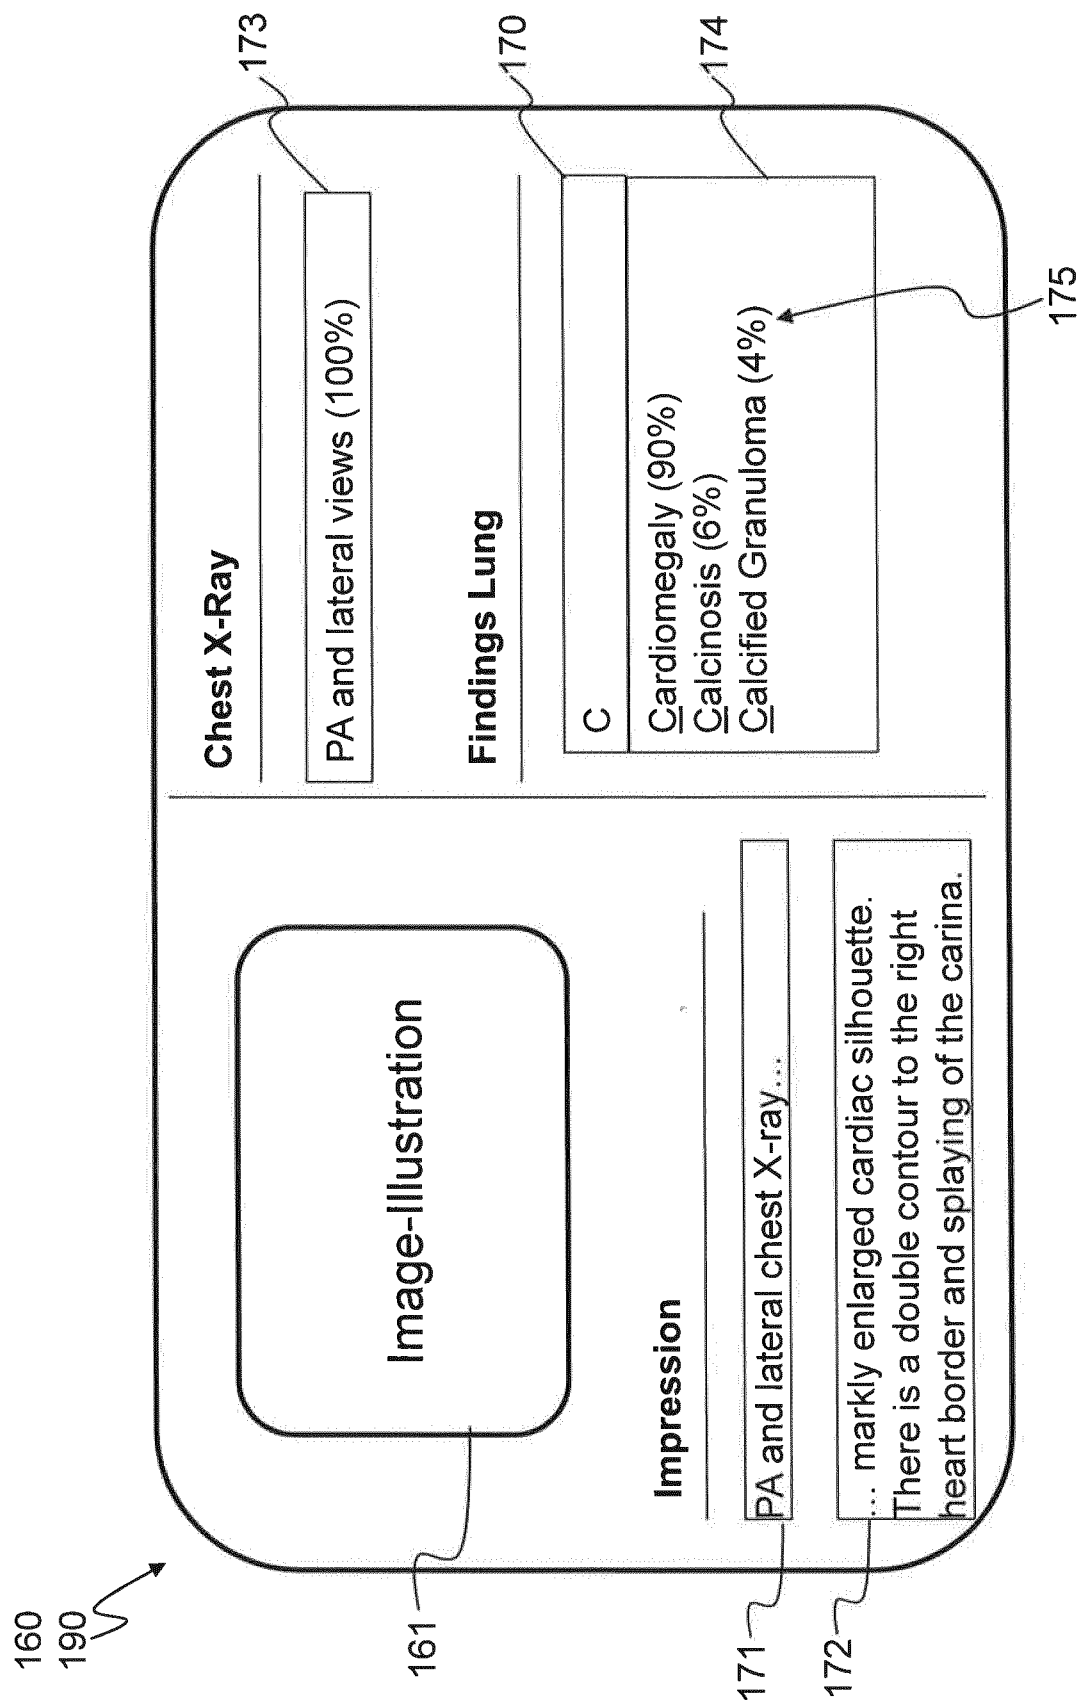 160
190
161
Image-Illustration
Impression
171
PA and lateral chest X-ray...
172
... markly enlarged cardiac silhouette.
There is a double contour to the right
heart border and splaying of the carina.
Chest X-Ray
173
PA and lateral views (100%)
Findings Lung
170
C
174
Cardiomegaly (90%)
Calcinosis (6%)
Calcified Granuloma (4%)
175